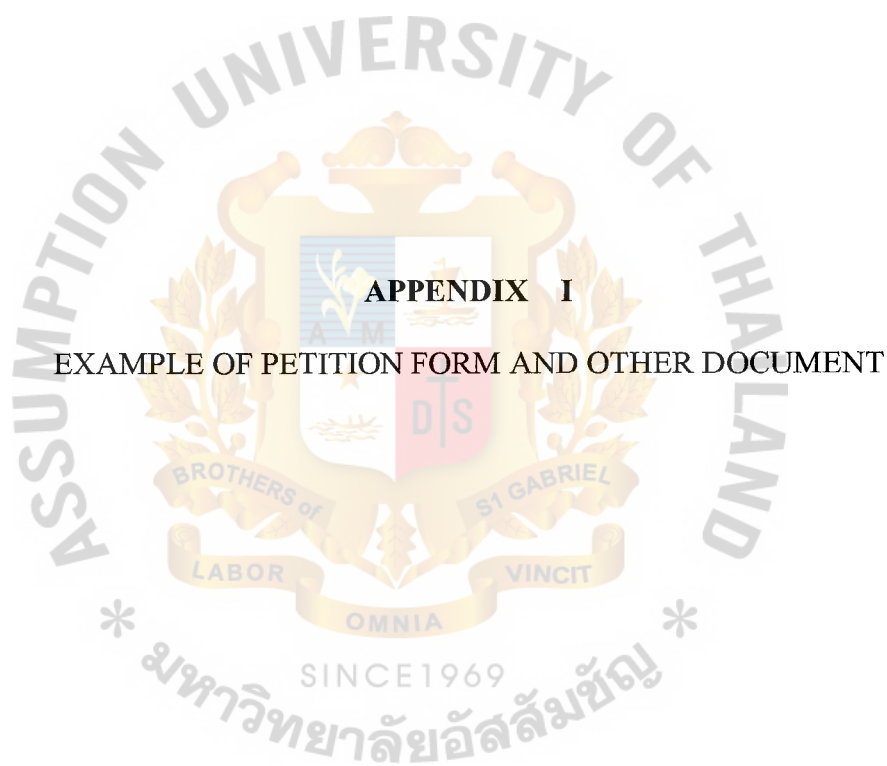 ASSUMPTION UNIVERSITY OF THAILAND
APPENDIX I
A M
EXAMPLE OF PETITION FORM AND OTHER DOCUMENT
D S
BROTHERS of ST GABRIEL
LABOR VINCIT
OMNIA
* *
SINCE1969
มหาวิทยาลัยอัสสัมชัญ